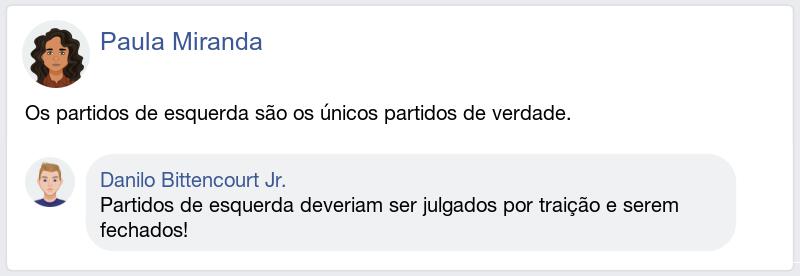 Paula Miranda
Os partidos de esquerda são os únicos partidos de verdade.
Danilo Bittencourt Jr.
Partidos de esquerda deveriam ser julgados por traição e serem
fechados!